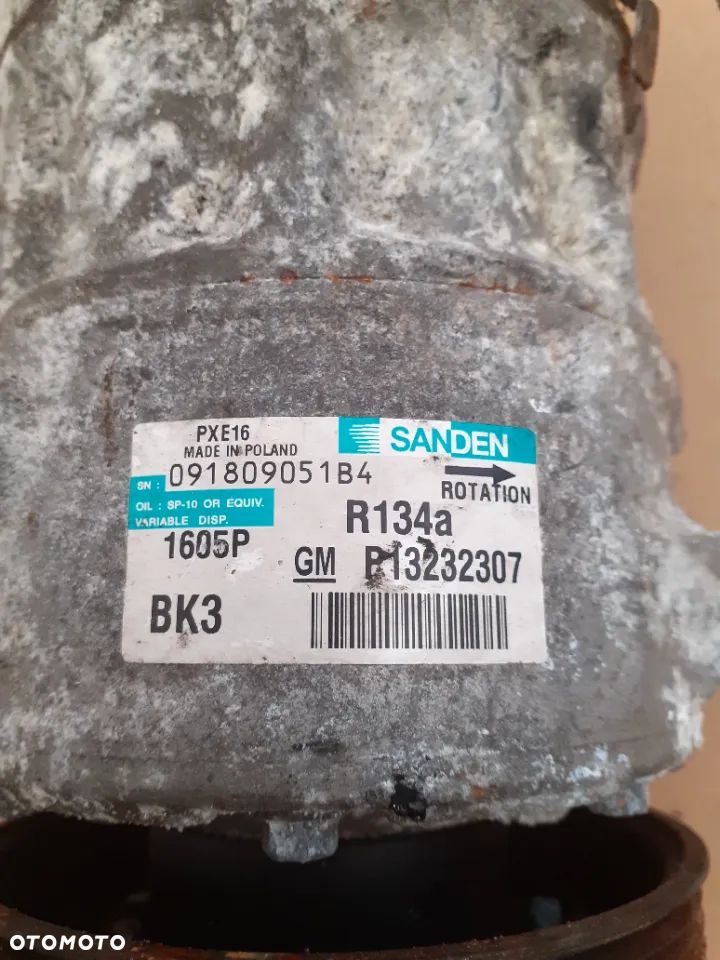 PXE16
MADE IN POLAND
SANDEN
SN : 091809051B4
ROTATION
OIL : SP-10 OR EQUIV.
VARIABLE DISP.
R134a
1605P
GM P13232307
BK3
OTOMOTO